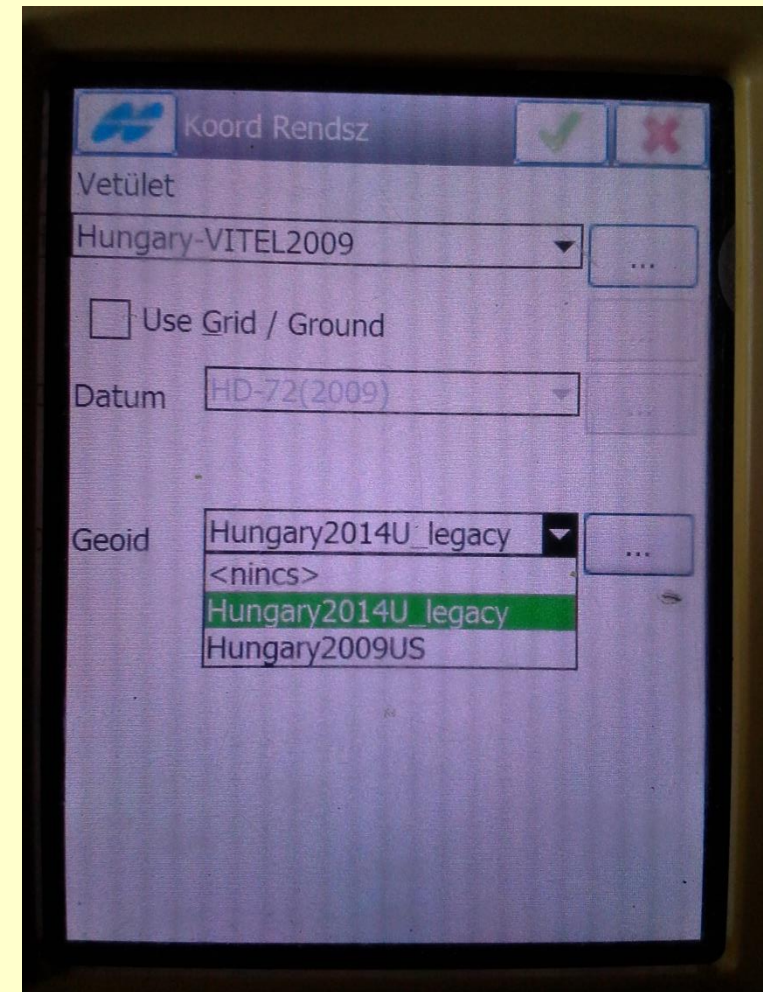 Koord Rendsz
Vetület
Hungary-VITEL2009
...
Use Grid / Ground
...
Datum
HD-72(2009)
...
Geoid
Hungary2014U_legacy
...
<nincs>
Hungary2014U_legacy
Hungary2009US